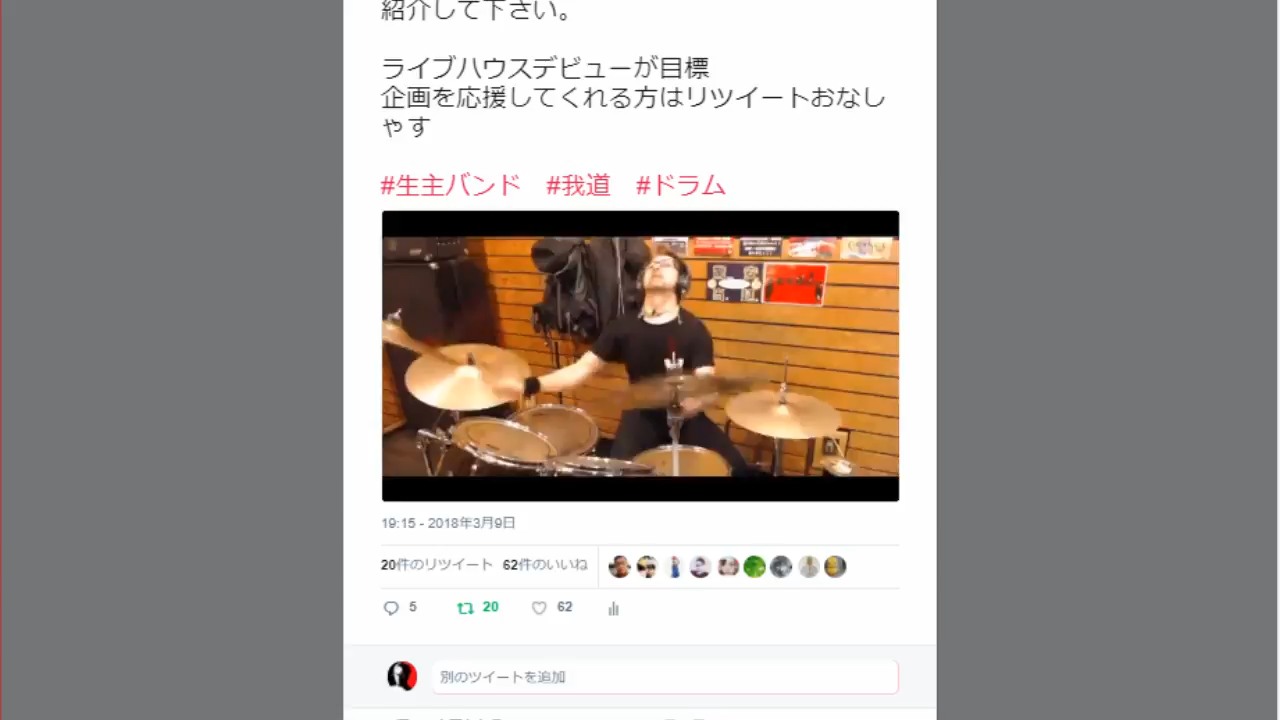 紹介して下さい。
ライブハウスデビューが目標
企画を応援してくれる方はリツイートおなし
ゃす
#生主バンド #我道 #ドラム
19:15 - 2018年3月9日
20件のリツイート 62件のいいね
5 20 62
別のツイートを追加